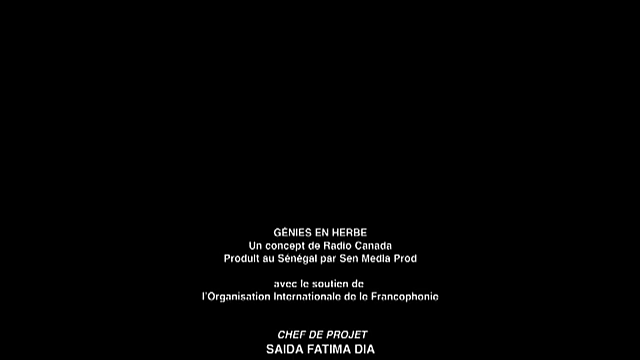 GÉNIES EN HERBE
Un concept de Radio Canada
Produit au Sénégal par Sen Media Prod
avec le soutien de
l'Organisation Internationale de le Francophonie
CHEF DE PROJET
SAIDA FATIMA DIA